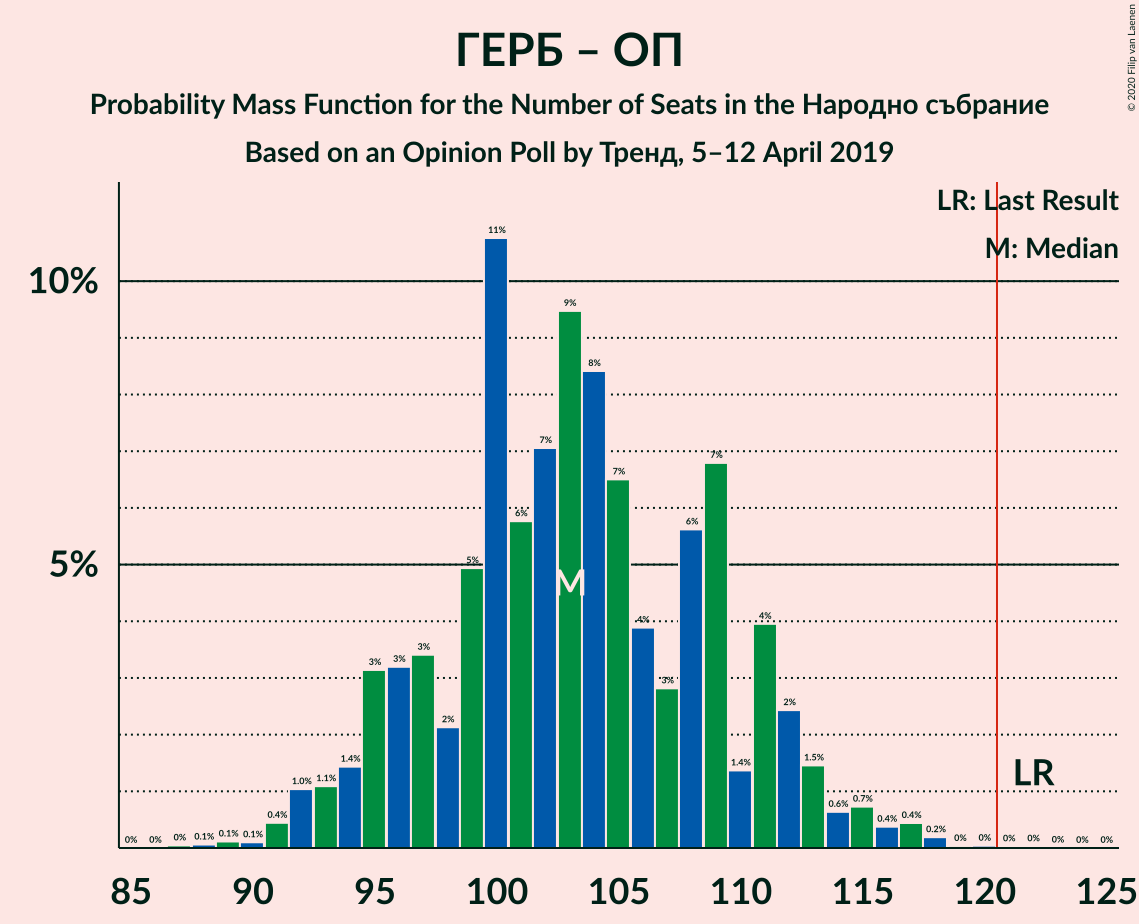 ГЕРБ – ОП
Probability Mass Function for the Number of Seats in the Народно събрание
Based on an Opinion Poll by Тренд, 5–12 April 2019
© 2020 Filip van Laenen
LR: Last Result
M: Median
10%
5%
0% 0% 0% 0.1% 0.1% 0.1% 0.4% 1.0% 1.1% 1.4% 3% 3% 3% 2% 5% 11% 6% 7% 9% 8% 7% 4% 3% 6% 7% 1.4% 4% 2% 1.5% 0.6% 0.7% 0.4% 0.4% 0.2% 0% 0% 0% 0% 0% 0% 0%
M
LR
85 90 95 100 105 110 115 120 125